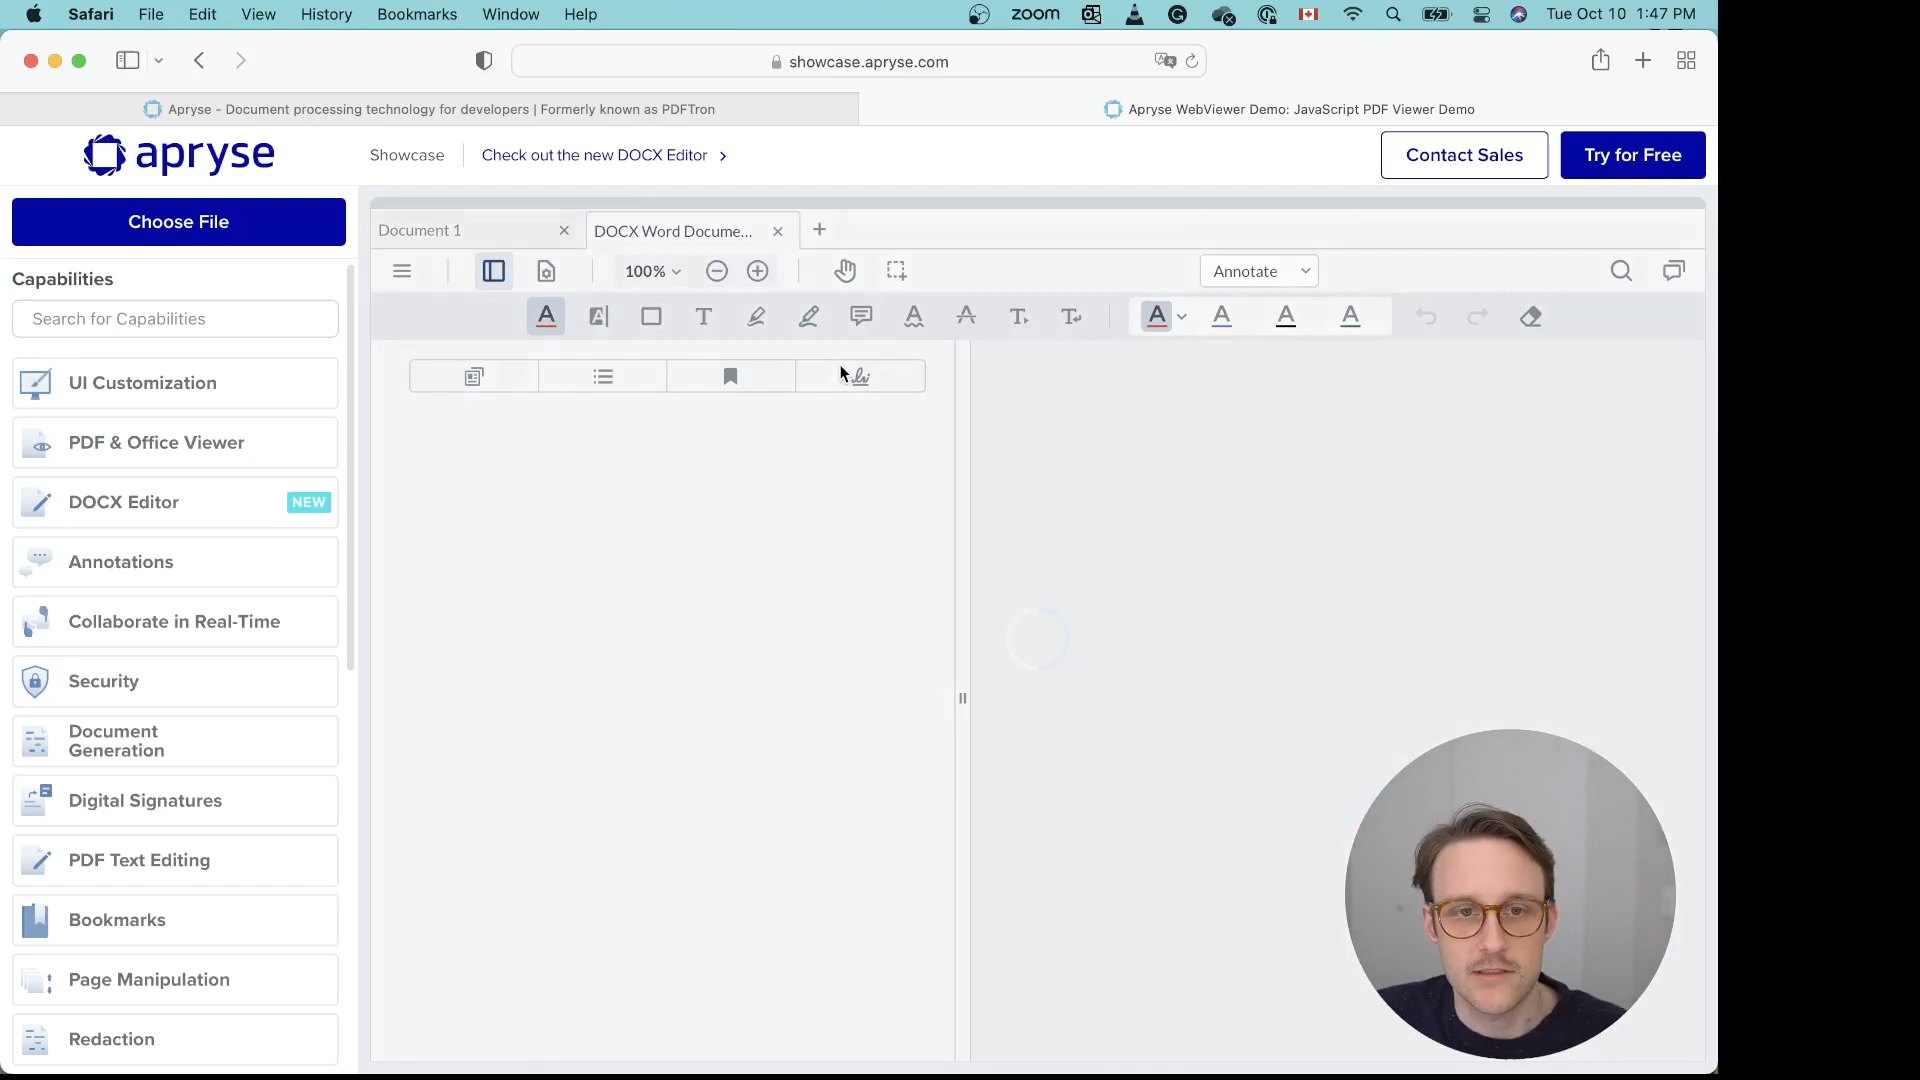 Safari File Edit View History Bookmarks Window Help zoom Tue Oct 10 1:47 PM
showcase.apryse.com
Apryse - Document processing technology for developers | Formerly known as PDFTron
Apryse WebViewer Demo: JavaScript PDF Viewer Demo
apryse
Showcase
Check out the new DOCX Editor
Contact Sales
Try for Free
Choose File
Document 1
DOCX Word Docume...
100%
Annotate
Capabilities
Search for Capabilities
UI Customization
PDF & Office Viewer
DOCX Editor NEW
Annotations
Collaborate in Real-Time
Security
Document
Generation
Digital Signatures
PDF Text Editing
Bookmarks
Page Manipulation
Redaction